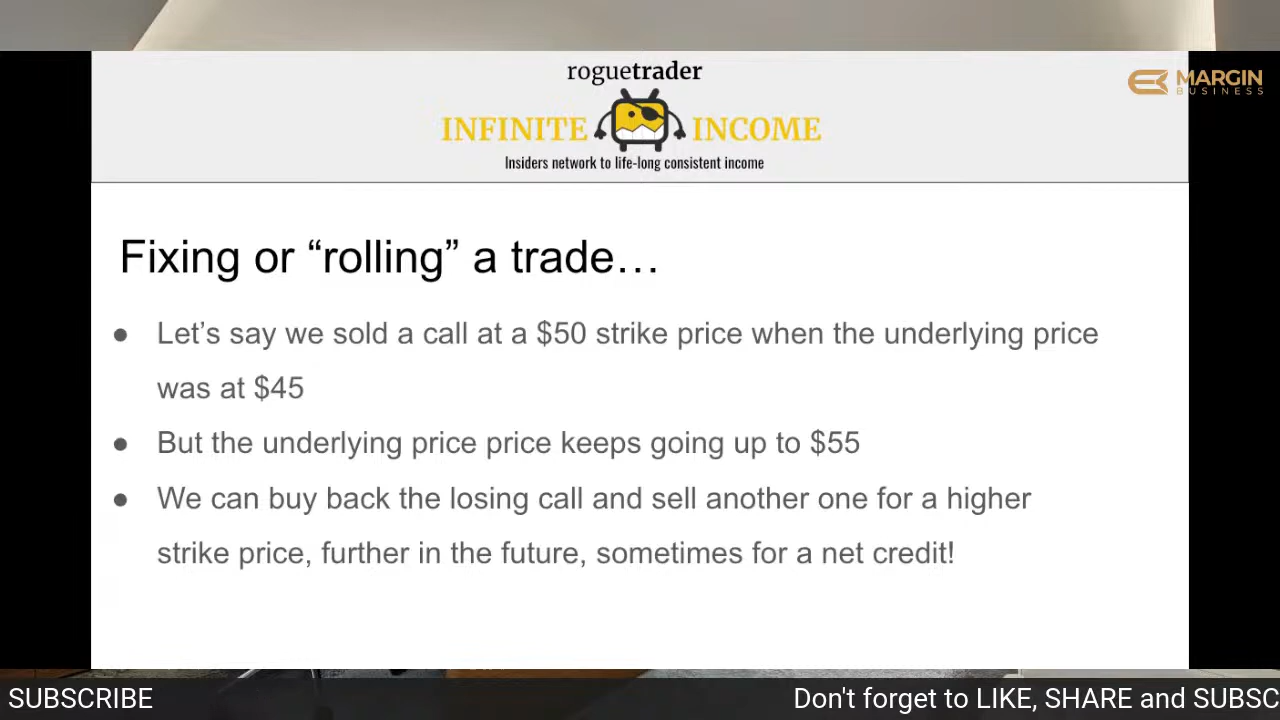 roguetrader
INFINITE INCOME
Insiders network to life-long consistent income
MARGIN
BUSINESS
Fixing or “rolling” a trade…
● Let’s say we sold a call at a $50 strike price when the underlying price
was at $45
● But the underlying price price keeps going up to $55
● We can buy back the losing call and sell another one for a higher
strike price, further in the future, sometimes for a net credit!
SUBSCRIBE
Don't forget to LIKE, SHARE and SUBSC